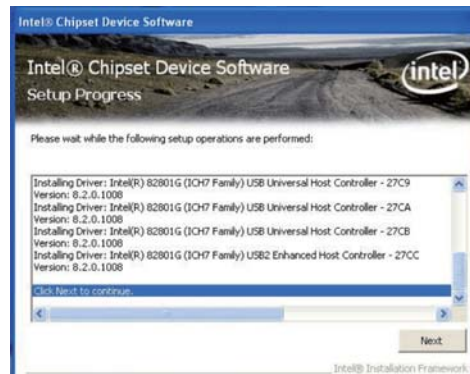 Intel® Chipset Device Software
Intel® Chipset Device Software
intel
Setup Progress
Please wait while the following setup operations are performed:
Installing Driver: Intel(R) 82801G (ICH7 Family) USB Universal Host Controller - 27C9
Version: 8.2.0.1008
Installing Driver: Intel(R) 82801G (ICH7 Family) USB Universal Host Controller - 27CA
Version: 8.2.0.1008
Installing Driver: Intel(R) 82801G (ICH7 Family) USB Universal Host Controller - 27CB
Version: 8.2.0.1008
Installing Driver: Intel(R) 82801G (ICH7 Family) USB2 Enhanced Host Controller - 27CC
Version: 8.2.0.1008
Click Next to continue.
Next
Intel® Installation Framework